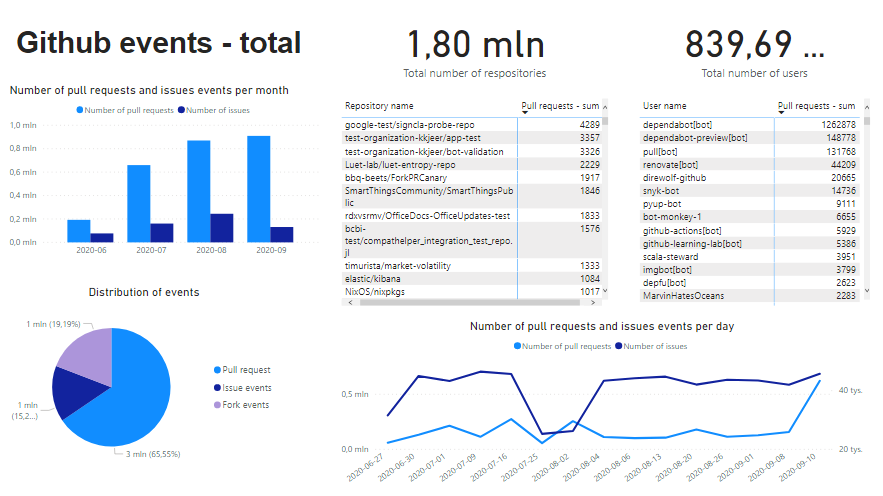 Github events - total
1,80 mln
Total number of respositories
839,69 ...
Total number of users
Number of pull requests and issues events per month
Number of pull requests Number of issues
1,0 mln
0,8 mln
0,6 mln
0,4 mln
0,2 mln
0,0 mln
2020-06 2020-07 2020-08 2020-09
Repository name Pull requests - sum
google-test/signcla-probe-repo 4289
test-organization-kkjeer/app-test 3357
test-organization-kkjeer/bot-validation 3326
Luet-lab/luet-entropy-repo 2229
bbq-beets/ForkPRCanary 1917
SmartThingsCommunity/SmartThingsPub 1846
lic
rdxvsrmv/OfficeDocs-OfficeUpdates-test 1833
bcbi- 1576
test/compathelper_integration_test_repo.
jl
timurista/market-volatility 1333
elastic/kibana 1084
NixOS/nixpkgs 1017
User name Pull requests - sum
dependabot[bot] 1262878
dependabot-preview[bot] 148778
pull[bot] 131768
renovate[bot] 44209
direwolf-github 20665
snyk-bot 14736
pyup-bot 9111
bot-monkey-1 6655
github-actions[bot] 5929
github-learning-lab[bot] 5386
scala-steward 3951
imgbot[bot] 3799
depfu[bot] 2623
MarvinHatesOceans 2283
Distribution of events
1 mln (19,19%)
1 mln
(15,2...)
3 mln (65,55%)
Pull request
Issue events
Fork events
Number of pull requests and issues events per day
Number of pull requests Number of issues
0,5 mln
0,0 mln
40 tys.
20 tys.
2020-06-27 2020-06-30 2020-07-01 2020-07-09 2020-07-16 2020-07-25 2020-08-02 2020-08-04 2020-08-06 2020-08-13 2020-08-20 2020-08-26 2020-09-01 2020-09-08 2020-09-10